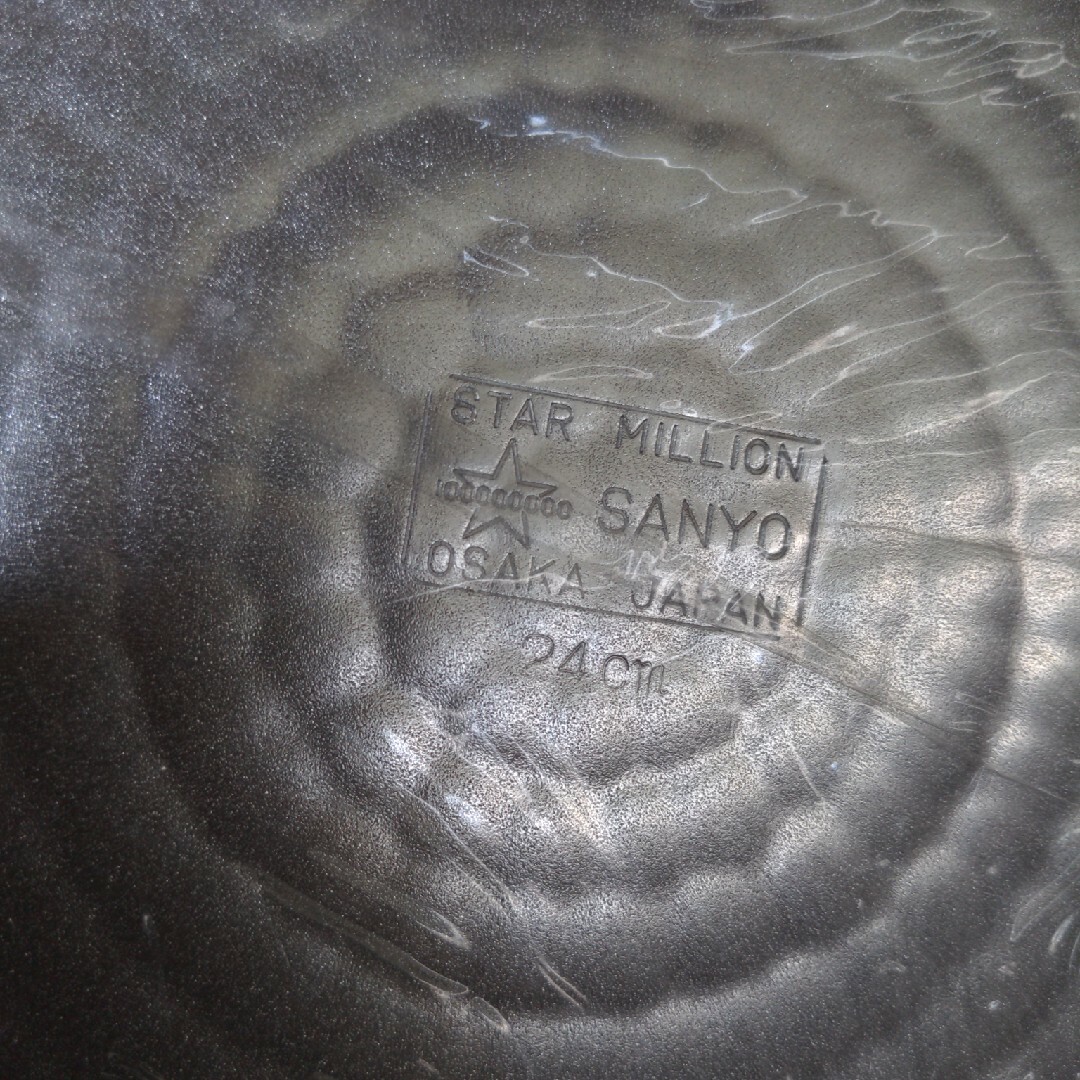 STAR MILLION
100000000 SANYO
OSAKA JAPAN
24cm